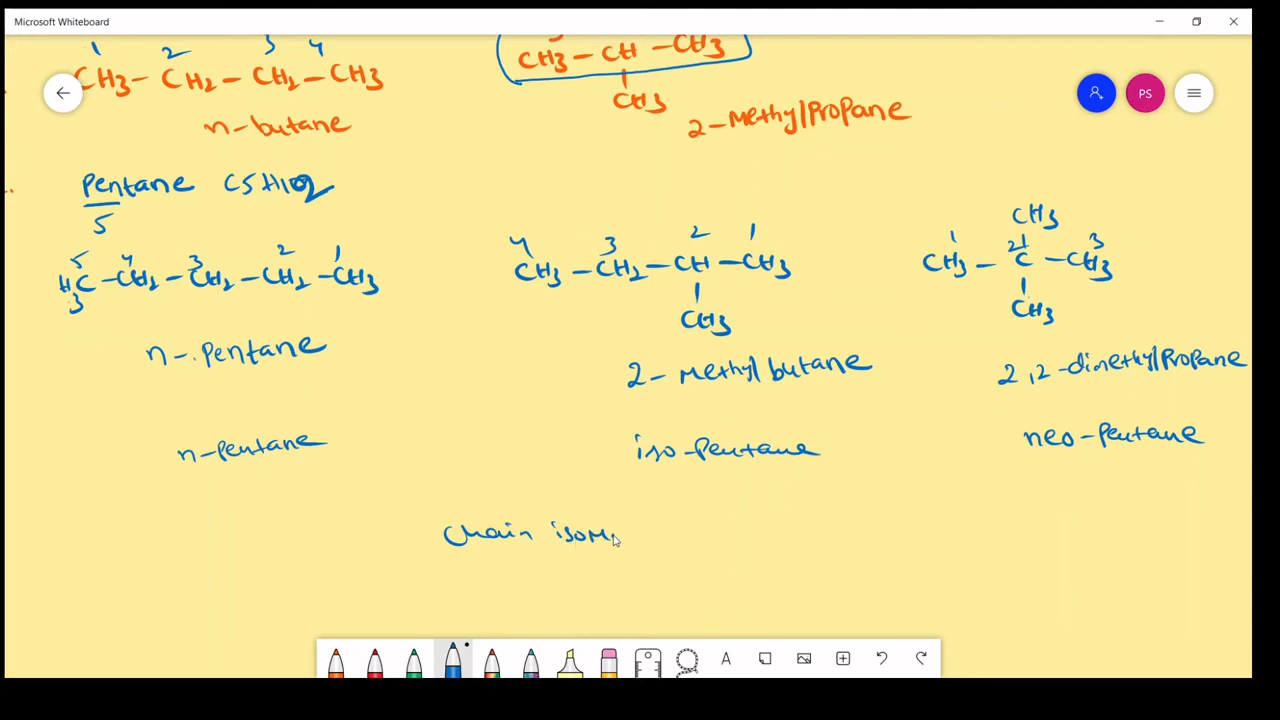 Microsoft Whiteboard
1 2 3 4
CH3 - CH2 - CH2 - CH3
n-butane
CH3 - CH - CH3
CH3
2-MethylPropane
PS
Pentane C5H12
5
5 4 3 2 1
H3C - CH2 - CH2 - CH2 - CH3
n-Pentane
n-Pentane
4 3 2 1
CH3 - CH2 - CH - CH3
CH3
2-Methylbutane
iso-Pentane
CH3
1 2 3
CH3 - C - CH3
CH3
2,2-dimethylPropane
neo-Pentane
Chain isom